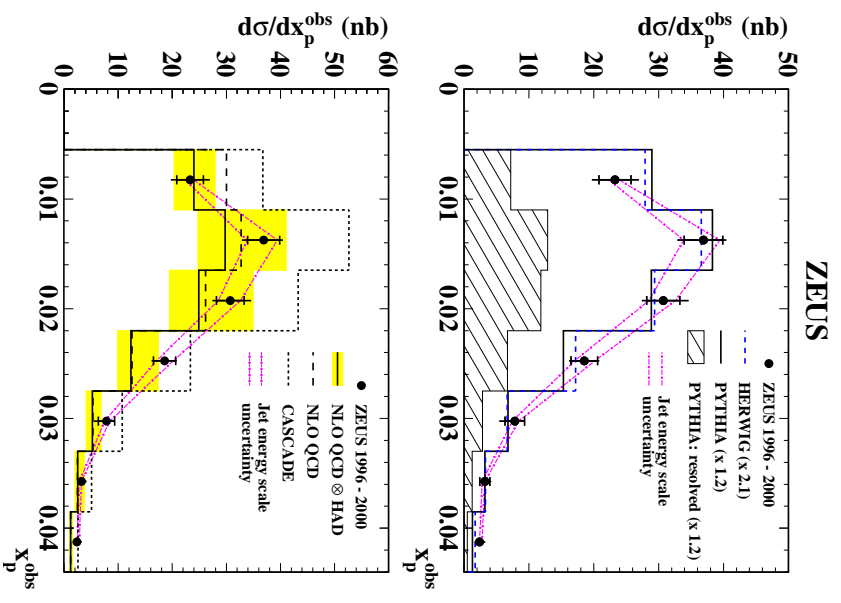 ZEUS
dσ/dx_p^obs (nb)
50
40
30
20
10
0
ZEUS 1996 - 2000
HERWIG (x 2.1)
PYTHIA (x 1.2)
PYTHIA: resolved (x 1.2)
Jet energy scale
uncertainty
dσ/dx_p^obs (nb)
60
50
40
30
20
10
0
ZEUS 1996 - 2000
NLO QCD ⊗ HAD
NLO QCD
CASCADE
Jet energy scale
uncertainty
0
0.01
0.02
0.03
0.04
x_p^obs
0
0.01
0.02
0.03
0.04
x_p^obs